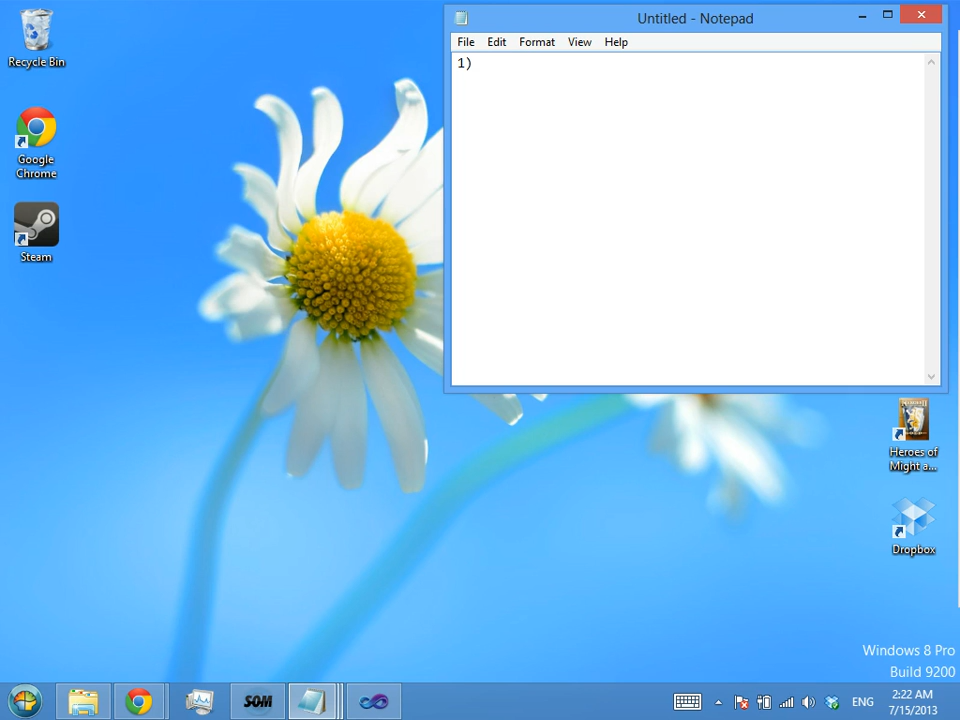 Recycle Bin
Google
Chrome
Steam
Untitled - Notepad
File Edit Format View Help
1)
Heroes of
Might a...
Dropbox
Windows 8 Pro
Build 9200
SOM
ENG
2:22 AM
7/15/2013